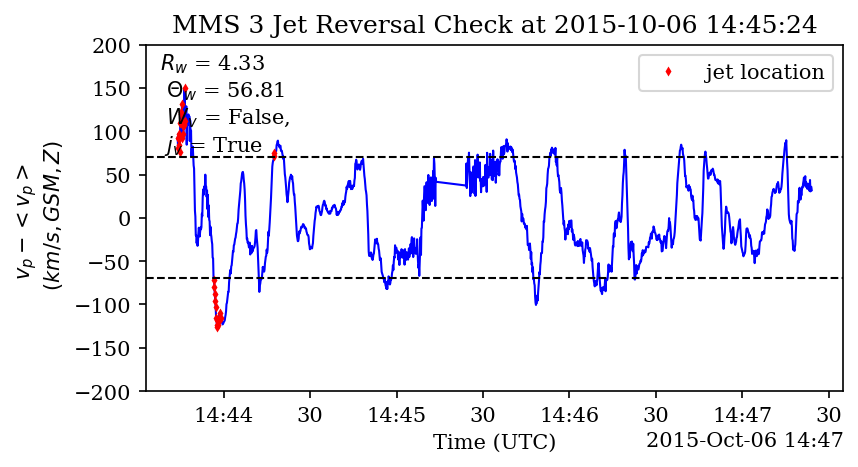 MMS 3 Jet Reversal Check at 2015-10-06 14:45:24
R_w = 4.33
Θ_w = 56.81
W_v = False,
j_v = True
jet location
200
150
100
50
0
−50
−100
−150
−200
v_p − < v_p >
(km/s, GSM, Z)
14:44 30 14:45 30 14:46 30 14:47 30
Time (UTC)
2015-Oct-06 14:47